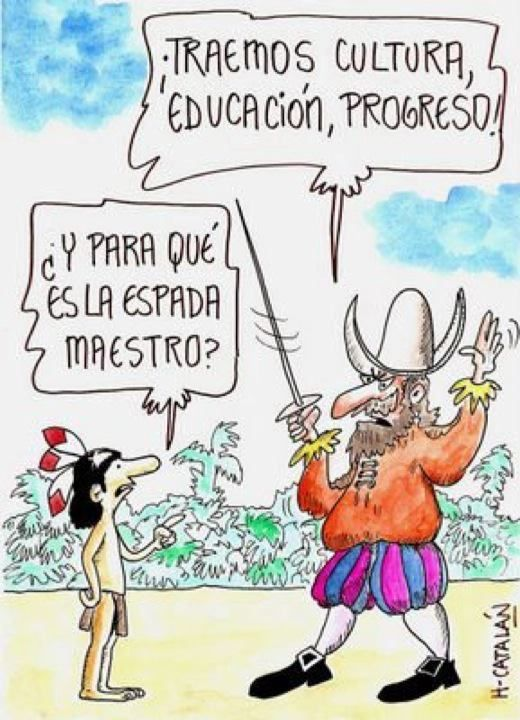 ¡TRAEMOS CULTURA,
EDUCACIÓN, PROGRESO!
¿Y PARA QUÉ
ES LA ESPADA
MAESTRO?
H-CATALÁN